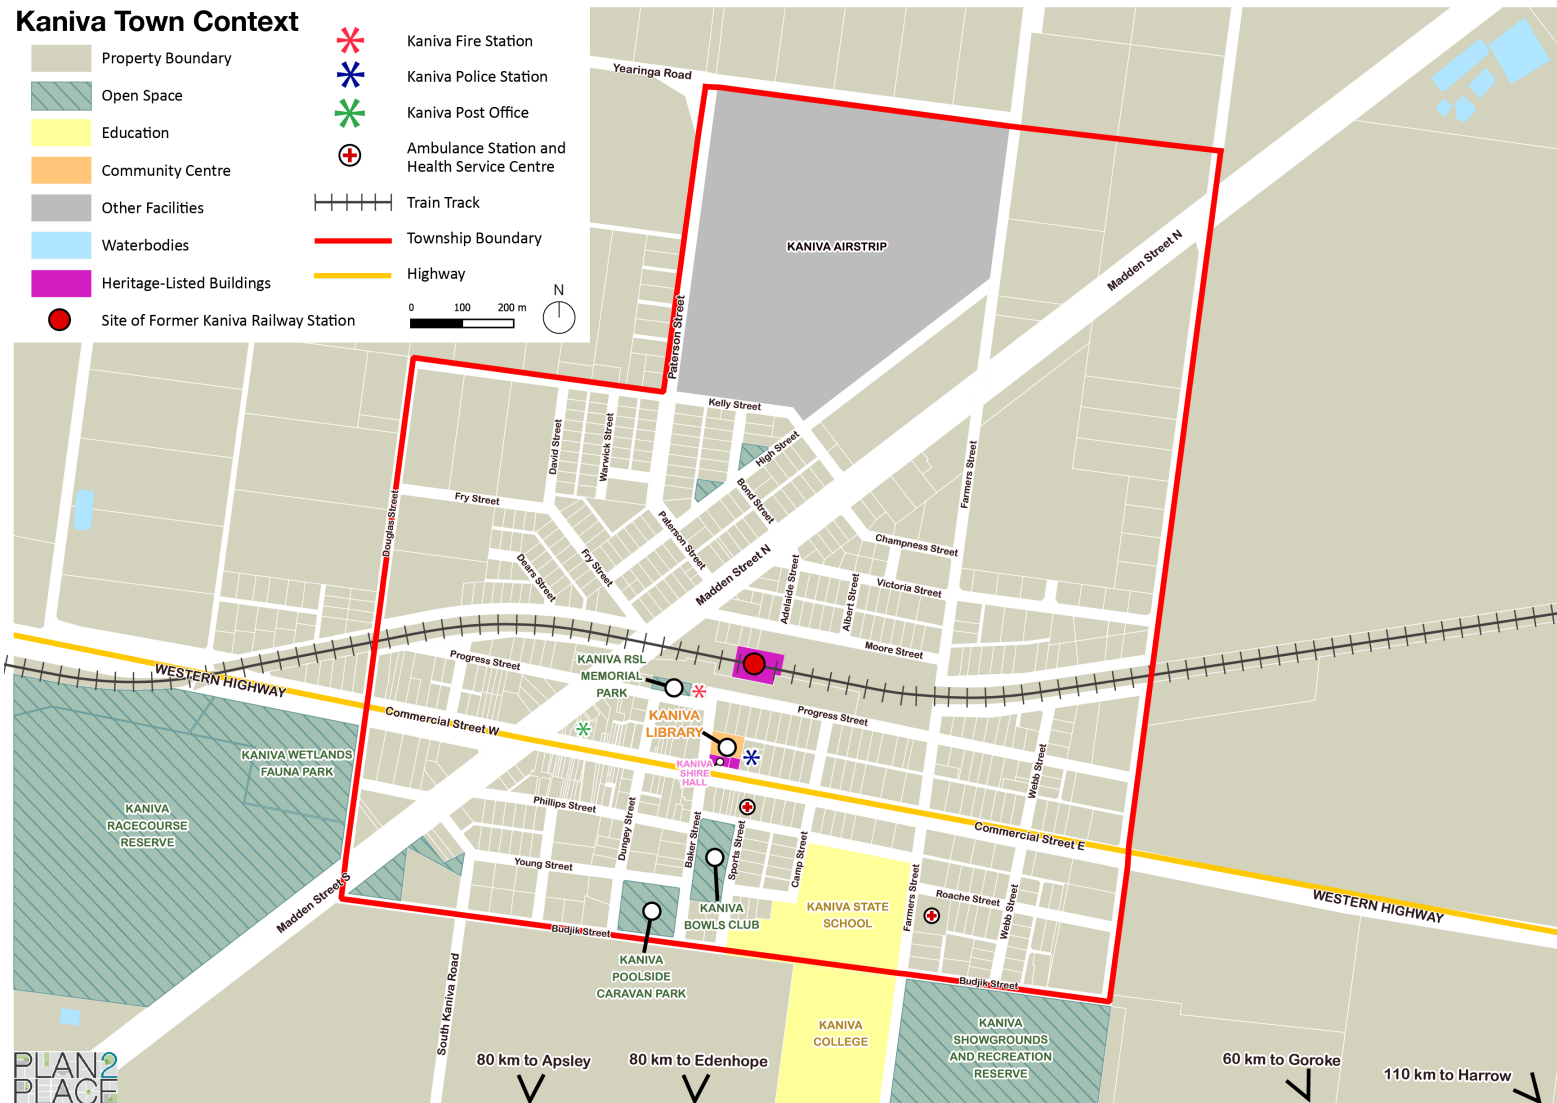 Kaniva Town Context
Property Boundary
Open Space
Education
Community Centre
Other Facilities
Waterbodies
Heritage-Listed Buildings
Site of Former Kaniva Railway Station
Kaniva Fire Station
Kaniva Police Station
Kaniva Post Office
Ambulance Station and
Health Service Centre
Train Track
Township Boundary
Highway
0 100 200 m
N
Yearinga Road
KANIVA AIRSTRIP
Madden Street N
Paterson Street
Kelly Street
High Street
David Street
Warwick Street
Bond Street
Farmers Street
Fry Street
Douglas Street
Paterson Street
Champness Street
Fry Street
Dears Street
Madden Street N
Victoria Street
Adelaide Street
Albert Street
Moore Street
Progress Street
KANIVA RSL
MEMORIAL
PARK
WESTERN HIGHWAY
Commercial Street W
KANIVA
LIBRARY
Progress Street
KANIVA WETLANDS
FAUNA PARK
KANIVA
SHIRE
HALL
Webb Street
KANIVA
RACECOURSE
RESERVE
Phillips Street
Dungey Street
Baker Street
Sports Street
Camp Street
Commercial Street E
Young Street
Madden Street S
Farmers Street
Roache Street
Webb Street
WESTERN HIGHWAY
KANIVA
BOWLS CLUB
KANIVA STATE
SCHOOL
Budjik Street
KANIVA
POOLSIDE
CARAVAN PARK
Budjik Street
South Kaniva Road
KANIVA
COLLEGE
KANIVA
SHOWGROUNDS
AND RECREATION
RESERVE
80 km to Apsley
80 km to Edenhope
60 km to Goroke
110 km to Harrow
PLAN2
PLACE